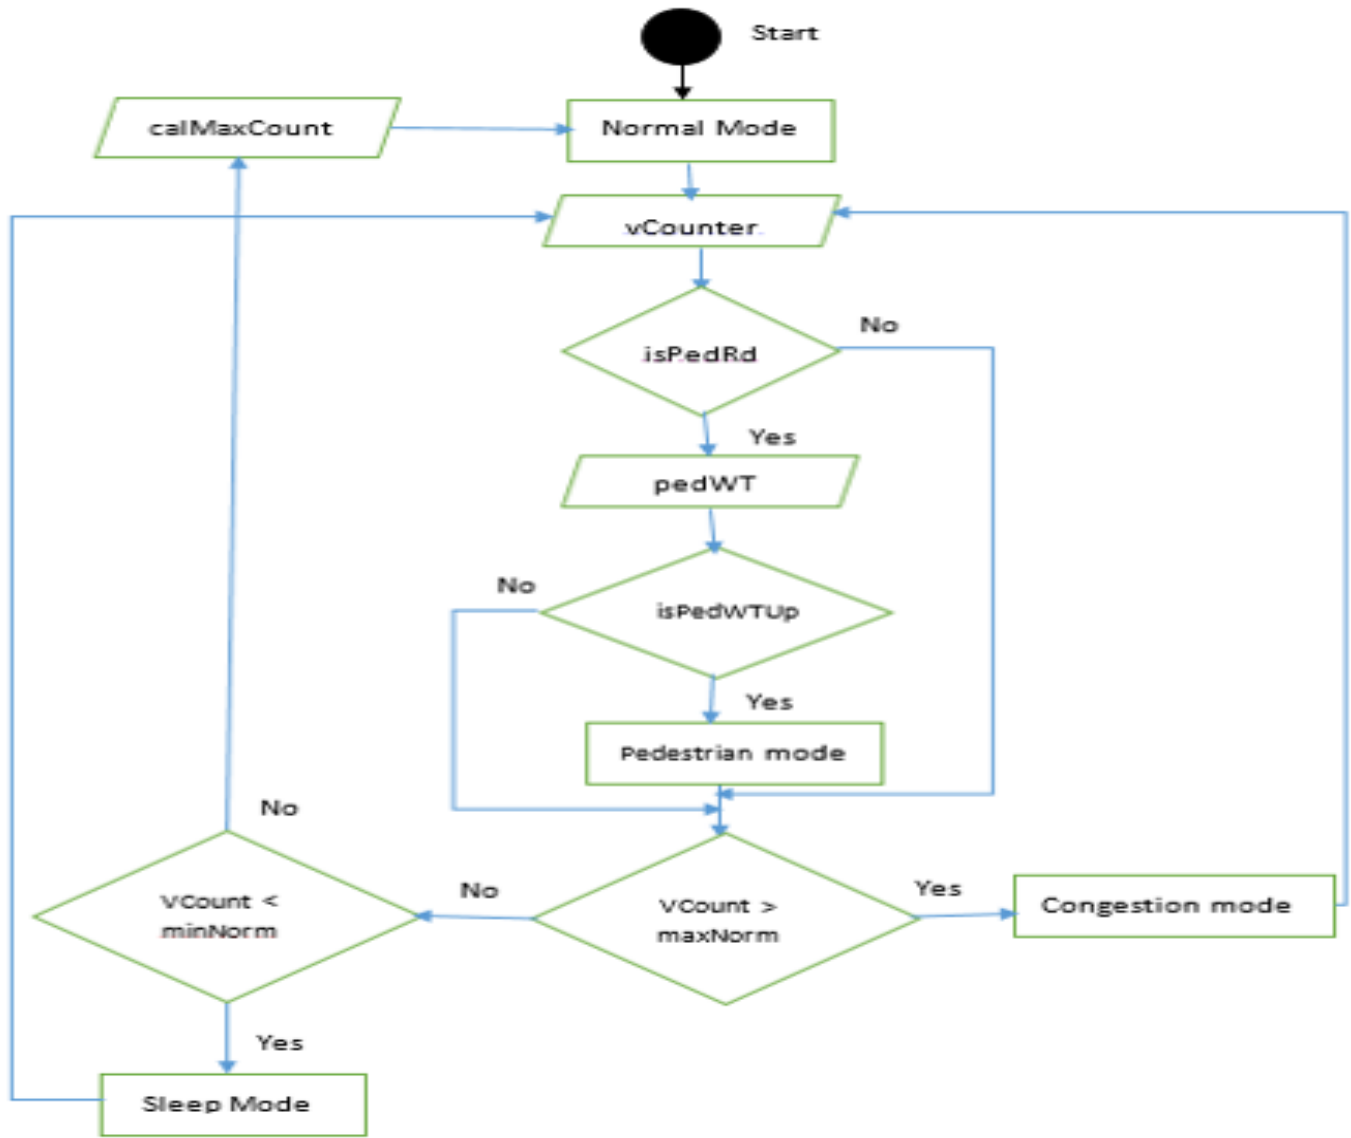 Start
calMaxCount
Normal Mode
vCounter
No
isPedRd
Yes
pedWT
No
isPedWTUp
Yes
Pedestrian mode
No
VCount <
minNorm
No
VCount >
maxNorm
Yes
Congestion mode
Yes
Sleep Mode